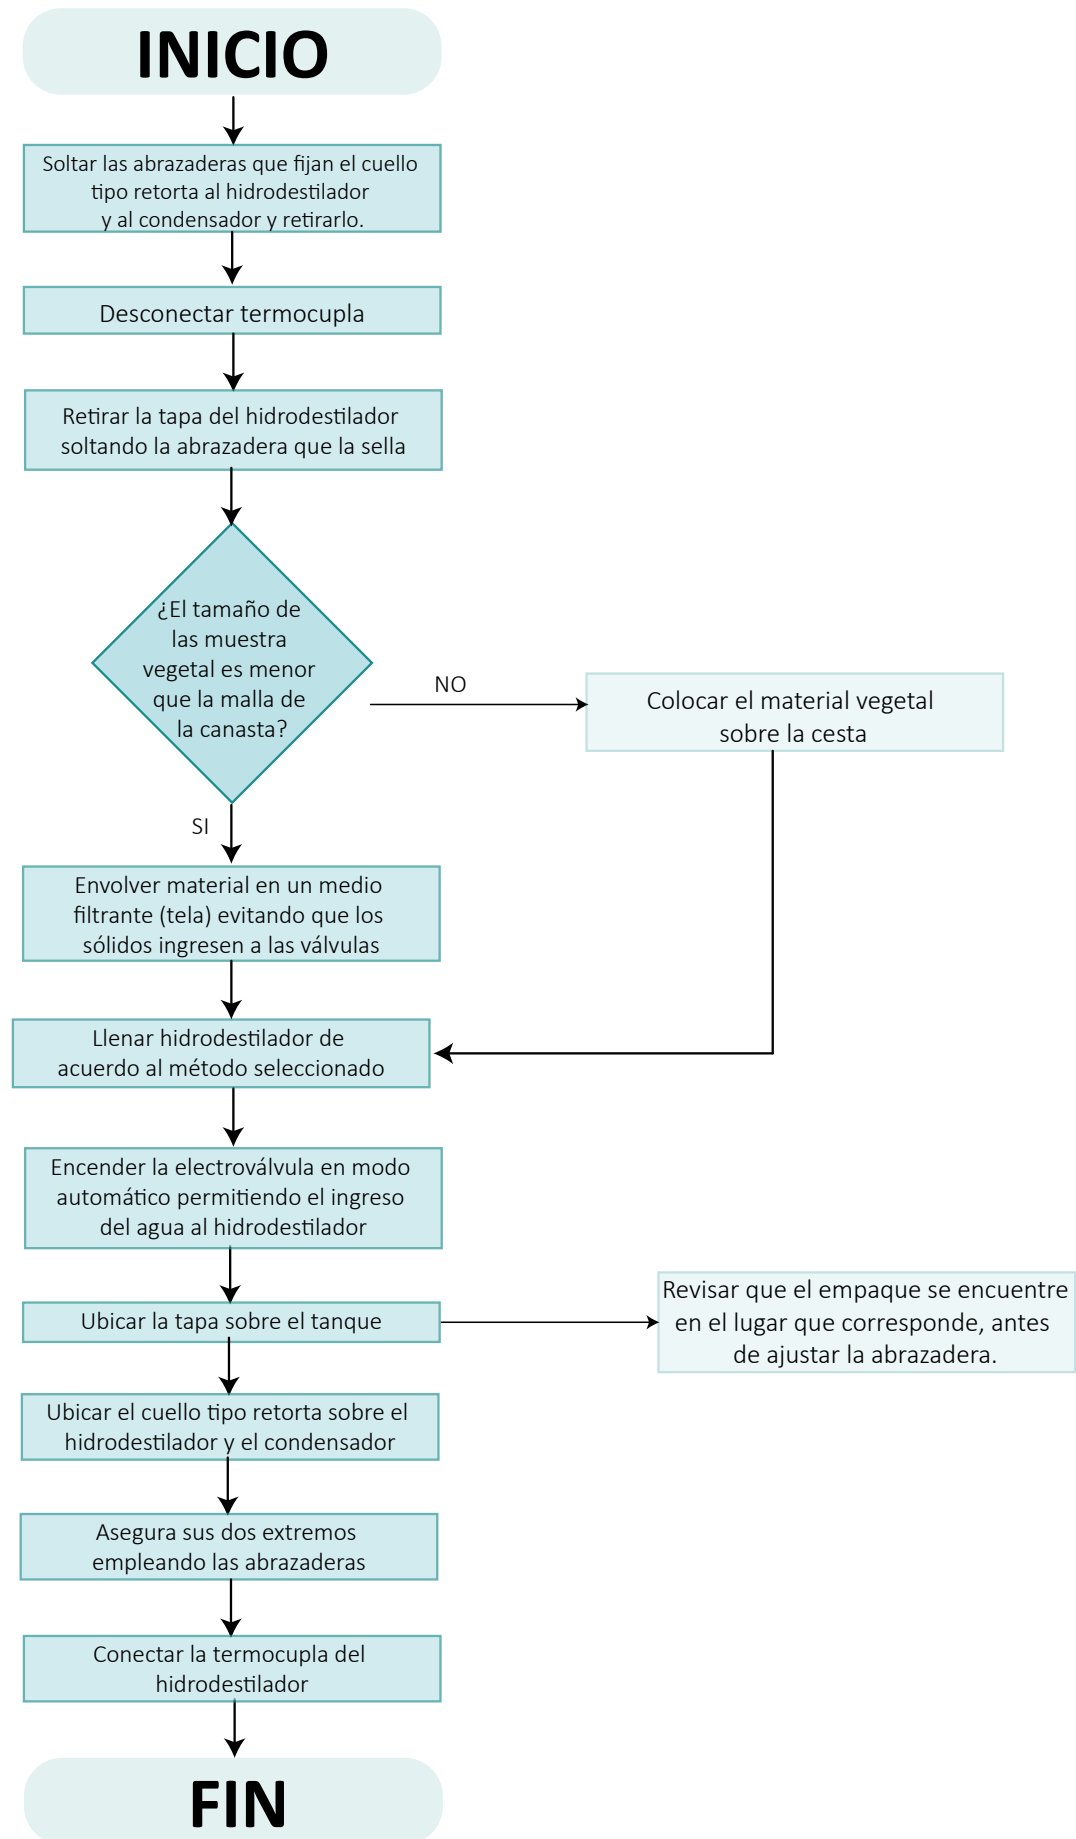 INICIO
Soltar las abrazaderas que fijan el cuello
tipo retorta al hidrodestilador
y al condensador y retirarlo.
Desconectar termocupla
Retirar la tapa del hidrodestilador
soltando la abrazadera que la sella
¿El tamaño de
las muestra
vegetal es menor
que la malla de
la canasta?
NO
Colocar el material vegetal
sobre la cesta
SI
Envolver material en un medio
filtrante (tela) evitando que los
sólidos ingresen a las válvulas
Llenar hidrodestilador de
acuerdo al método seleccionado
Encender la electroválvula en modo
automático permitiendo el ingreso
del agua al hidrodestilador
Ubicar la tapa sobre el tanque
Revisar que el empaque se encuentre
en el lugar que corresponde, antes
de ajustar la abrazadera.
Ubicar el cuello tipo retorta sobre el
hidrodestilador y el condensador
Asegura sus dos extremos
empleando las abrazaderas
Conectar la termocupla del
hidrodestilador
FIN